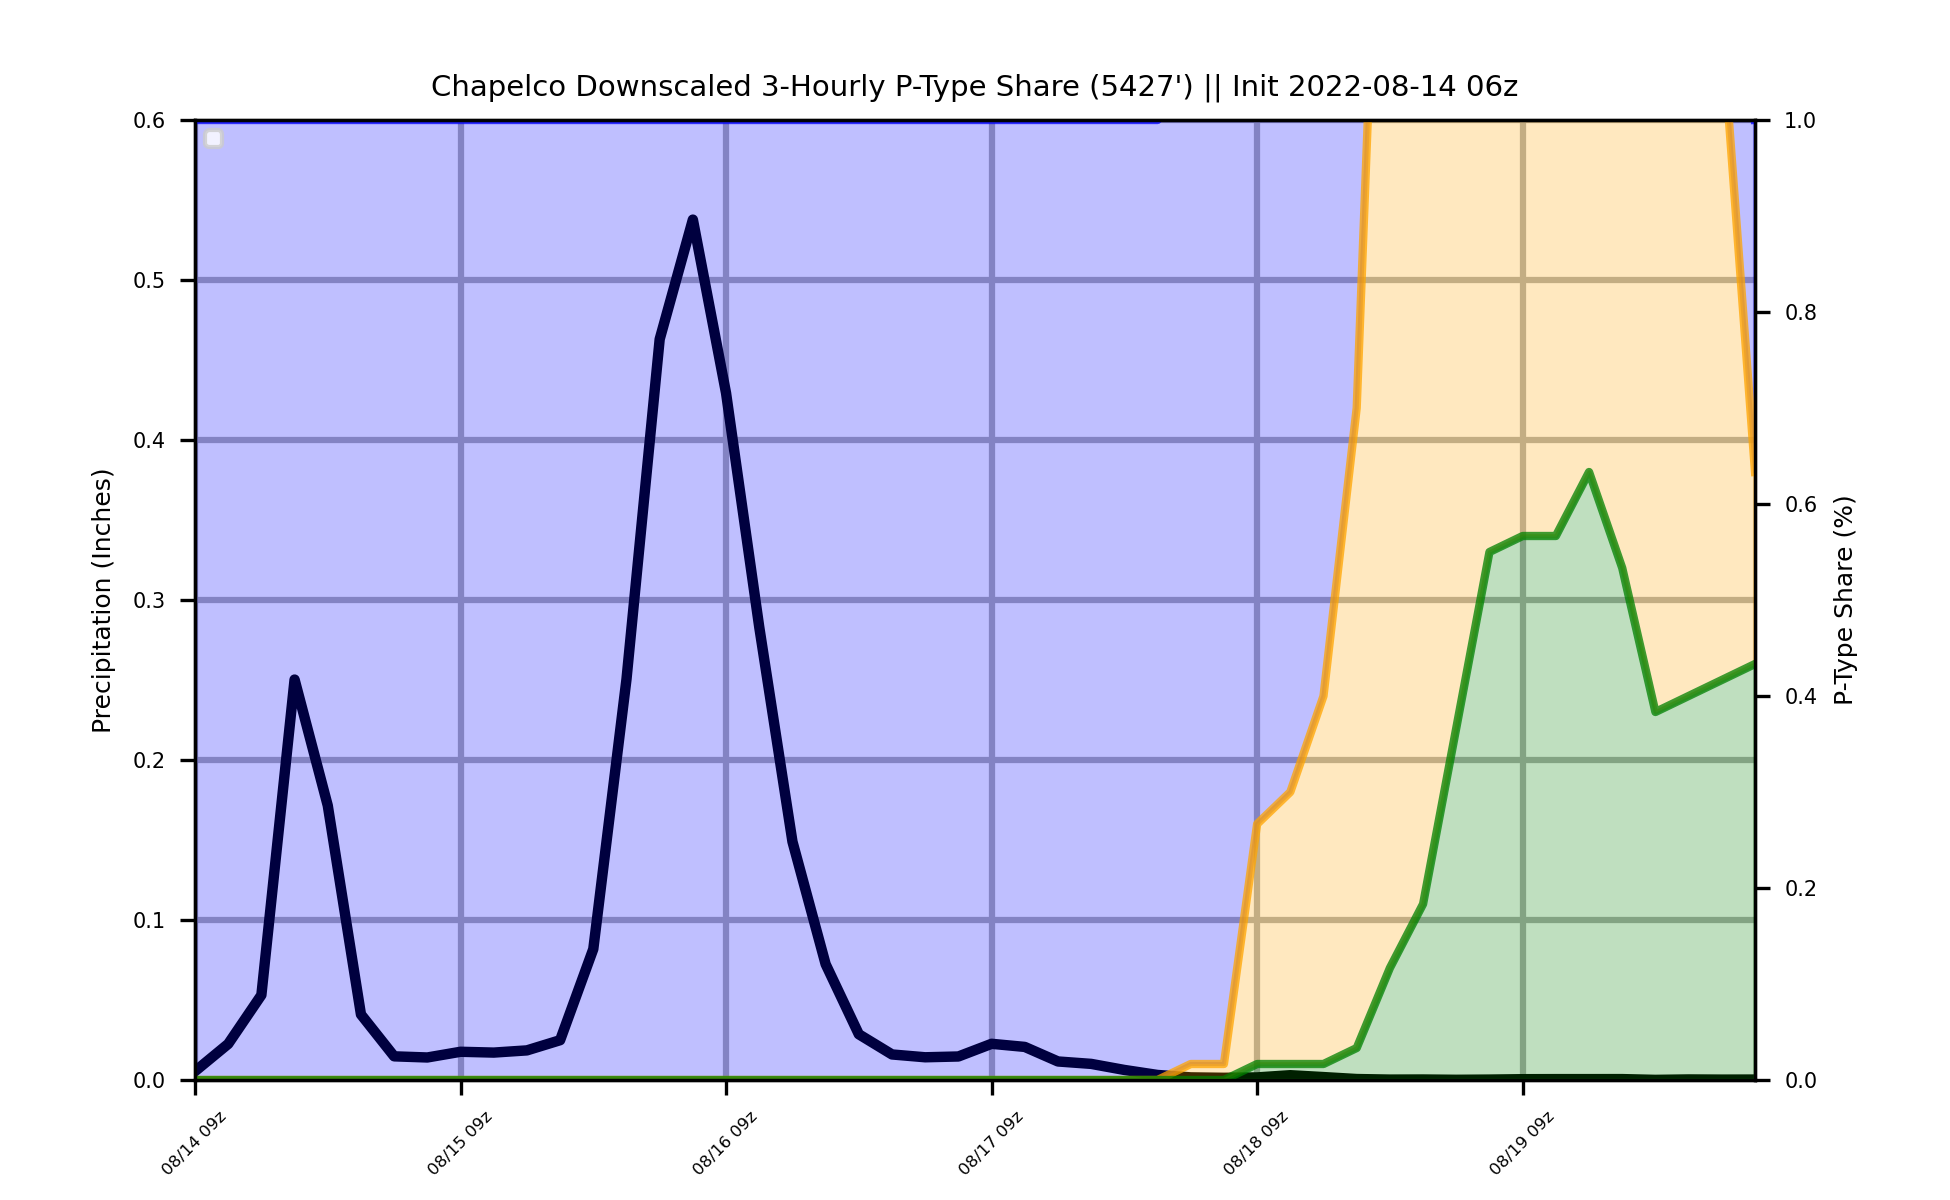 Chapelco Downscaled 3-Hourly P-Type Share (5427') || Init 2022-08-14 06z
0.6
0.5
0.4
0.3
0.2
0.1
0.0
Precipitation (Inches)
1.0
0.8
0.6
0.4
0.2
0.0
P-Type Share (%)
08/14 09z
08/15 09z
08/16 09z
08/17 09z
08/18 09z
08/19 09z